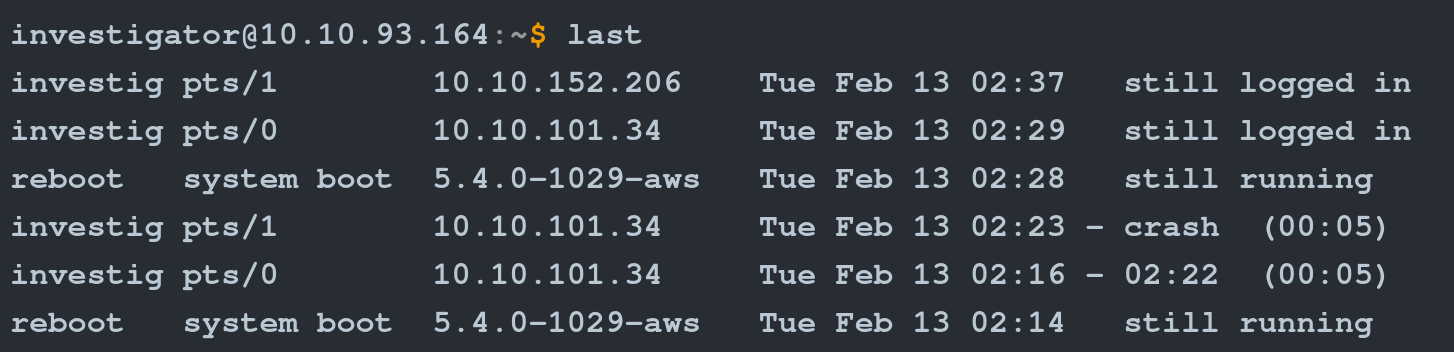 investigator@10.10.93.164:~$ last
investig pts/1        10.10.152.206    Tue Feb 13 02:37   still logged in
investig pts/0        10.10.101.34     Tue Feb 13 02:29   still logged in
reboot   system boot  5.4.0-1029-aws   Tue Feb 13 02:28   still running
investig pts/1        10.10.101.34     Tue Feb 13 02:23 - crash  (00:05)
investig pts/0        10.10.101.34     Tue Feb 13 02:16 - 02:22  (00:05)
reboot   system boot  5.4.0-1029-aws   Tue Feb 13 02:14   still running